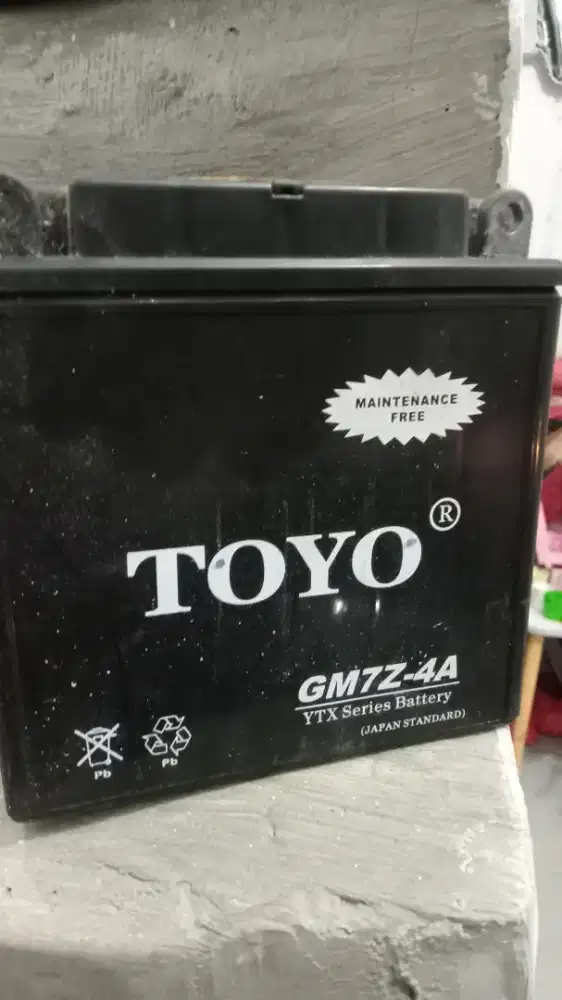 MAINTENANCE
FREE
TOYO®
GM7Z-4A
YTX Series Battery
(JAPAN STANDARD)
Pb
Pb